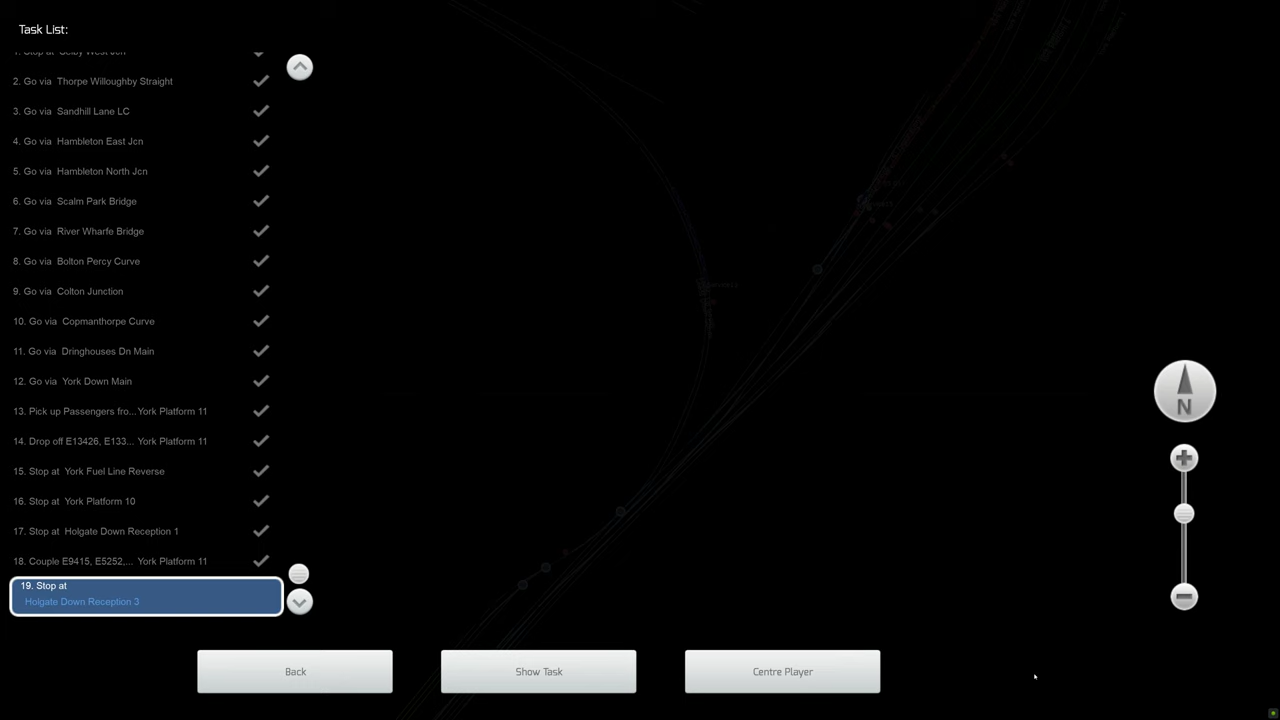 Task List:
1. Stop at Selby West Jcn
2. Go via Thorpe Willoughby Straight
3. Go via Sandhill Lane LC
4. Go via Hambleton East Jcn
5. Go via Hambleton North Jcn
6. Go via Scalm Park Bridge
7. Go via River Wharfe Bridge
8. Go via Bolton Percy Curve
9. Go via Colton Junction
10. Go via Copmanthorpe Curve
11. Go via Dringhouses Dn Main
12. Go via York Down Main
13. Pick up Passengers fro... York Platform 11
14. Drop off E13426, E133... York Platform 11
15. Stop at York Fuel Line Reverse
16. Stop at York Platform 10
17. Stop at Holgate Down Reception 1
18. Couple E9415, E5252,... York Platform 11
19. Stop at
Holgate Down Reception 3
N
Back
Show Task
Centre Player